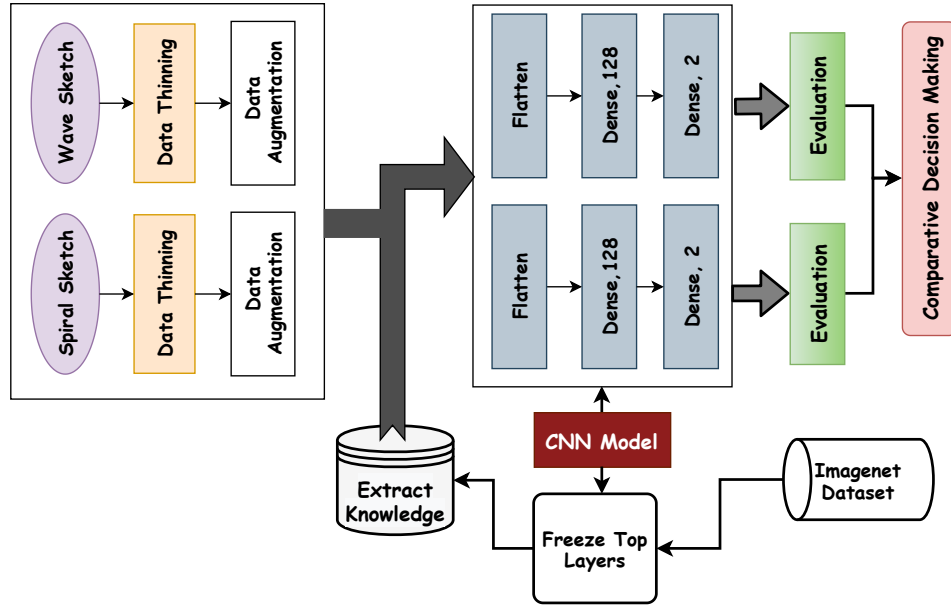 Wave Sketch
Data Thinning
Data
Augmentation
Flatten
Dense, 128
Dense, 2
Evaluation
Comparative Decision Making
Spiral Sketch
Data Thinning
Data
Augmentation
Flatten
Dense, 128
Dense, 2
Evaluation
CNN Model
Imagenet
Dataset
Extract
Knowledge
Freeze Top
Layers